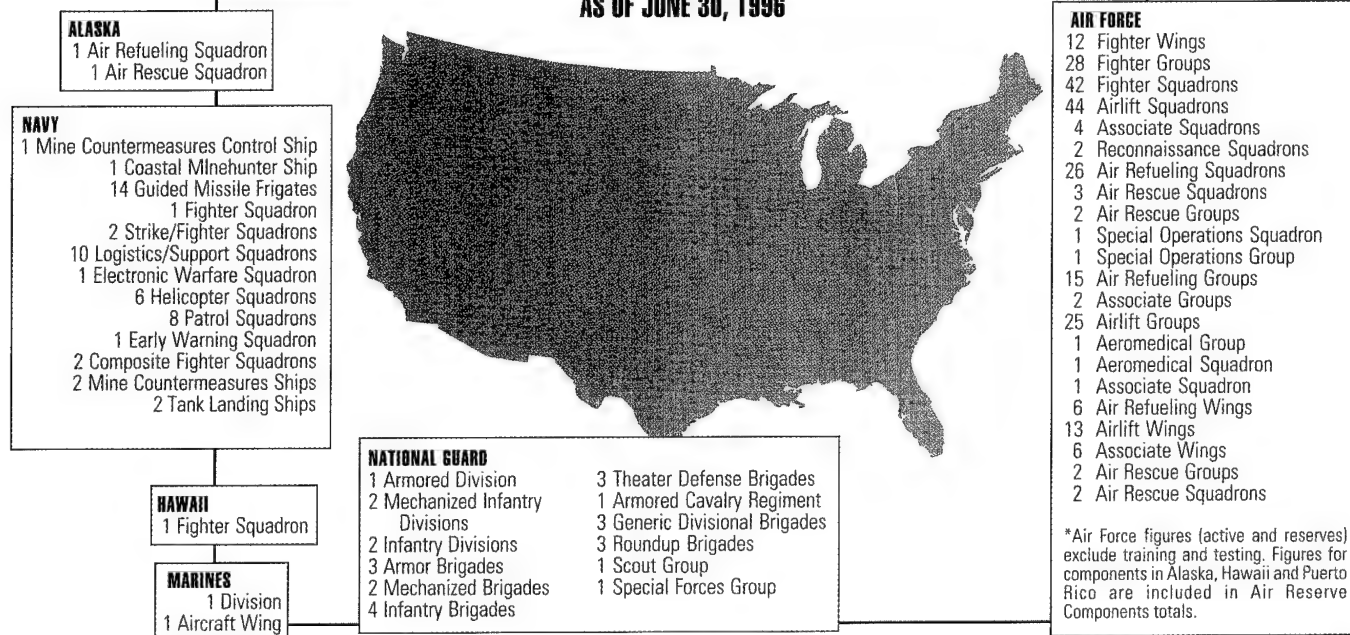 AS OF JUNE 30, 1996
ALASKA
1 Air Refueling Squadron
1 Air Rescue Squadron
NAVY
1 Mine Countermeasures Control Ship
1 Coastal MInehunter Ship
14 Guided Missile Frigates
1 Fighter Squadron
2 Strike/Fighter Squadrons
10 Logistics/Support Squadrons
1 Electronic Warfare Squadron
6 Helicopter Squadrons
8 Patrol Squadrons
1 Early Warning Squadron
2 Composite Fighter Squadrons
2 Mine Countermeasures Ships
2 Tank Landing Ships
HAWAII
1 Fighter Squadron
MARINES
1 Division
1 Aircraft Wing
NATIONAL GUARD
1 Armored Division
2 Mechanized Infantry
Divisions
2 Infantry Divisions
3 Armor Brigades
2 Mechanized Brigades
4 Infantry Brigades
3 Theater Defense Brigades
1 Armored Cavalry Regiment
3 Generic Divisional Brigades
3 Roundup Brigades
1 Scout Group
1 Special Forces Group
AIR FORCE
12 Fighter Wings
28 Fighter Groups
42 Fighter Squadrons
44 Airlift Squadrons
4 Associate Squadrons
2 Reconnaissance Squadrons
26 Air Refueling Squadrons
3 Air Rescue Squadrons
2 Air Rescue Groups
1 Special Operations Squadron
1 Special Operations Group
15 Air Refueling Groups
2 Associate Groups
25 Airlift Groups
1 Aeromedical Group
1 Aeromedical Squadron
1 Associate Squadron
6 Air Refueling Wings
13 Airlift Wings
6 Associate Wings
2 Air Rescue Groups
2 Air Rescue Squadrons
*Air Force figures (active and reserves)
exclude training and testing. Figures for
components in Alaska, Hawaii and Puerto
Rico are included in Air Reserve
Components totals.